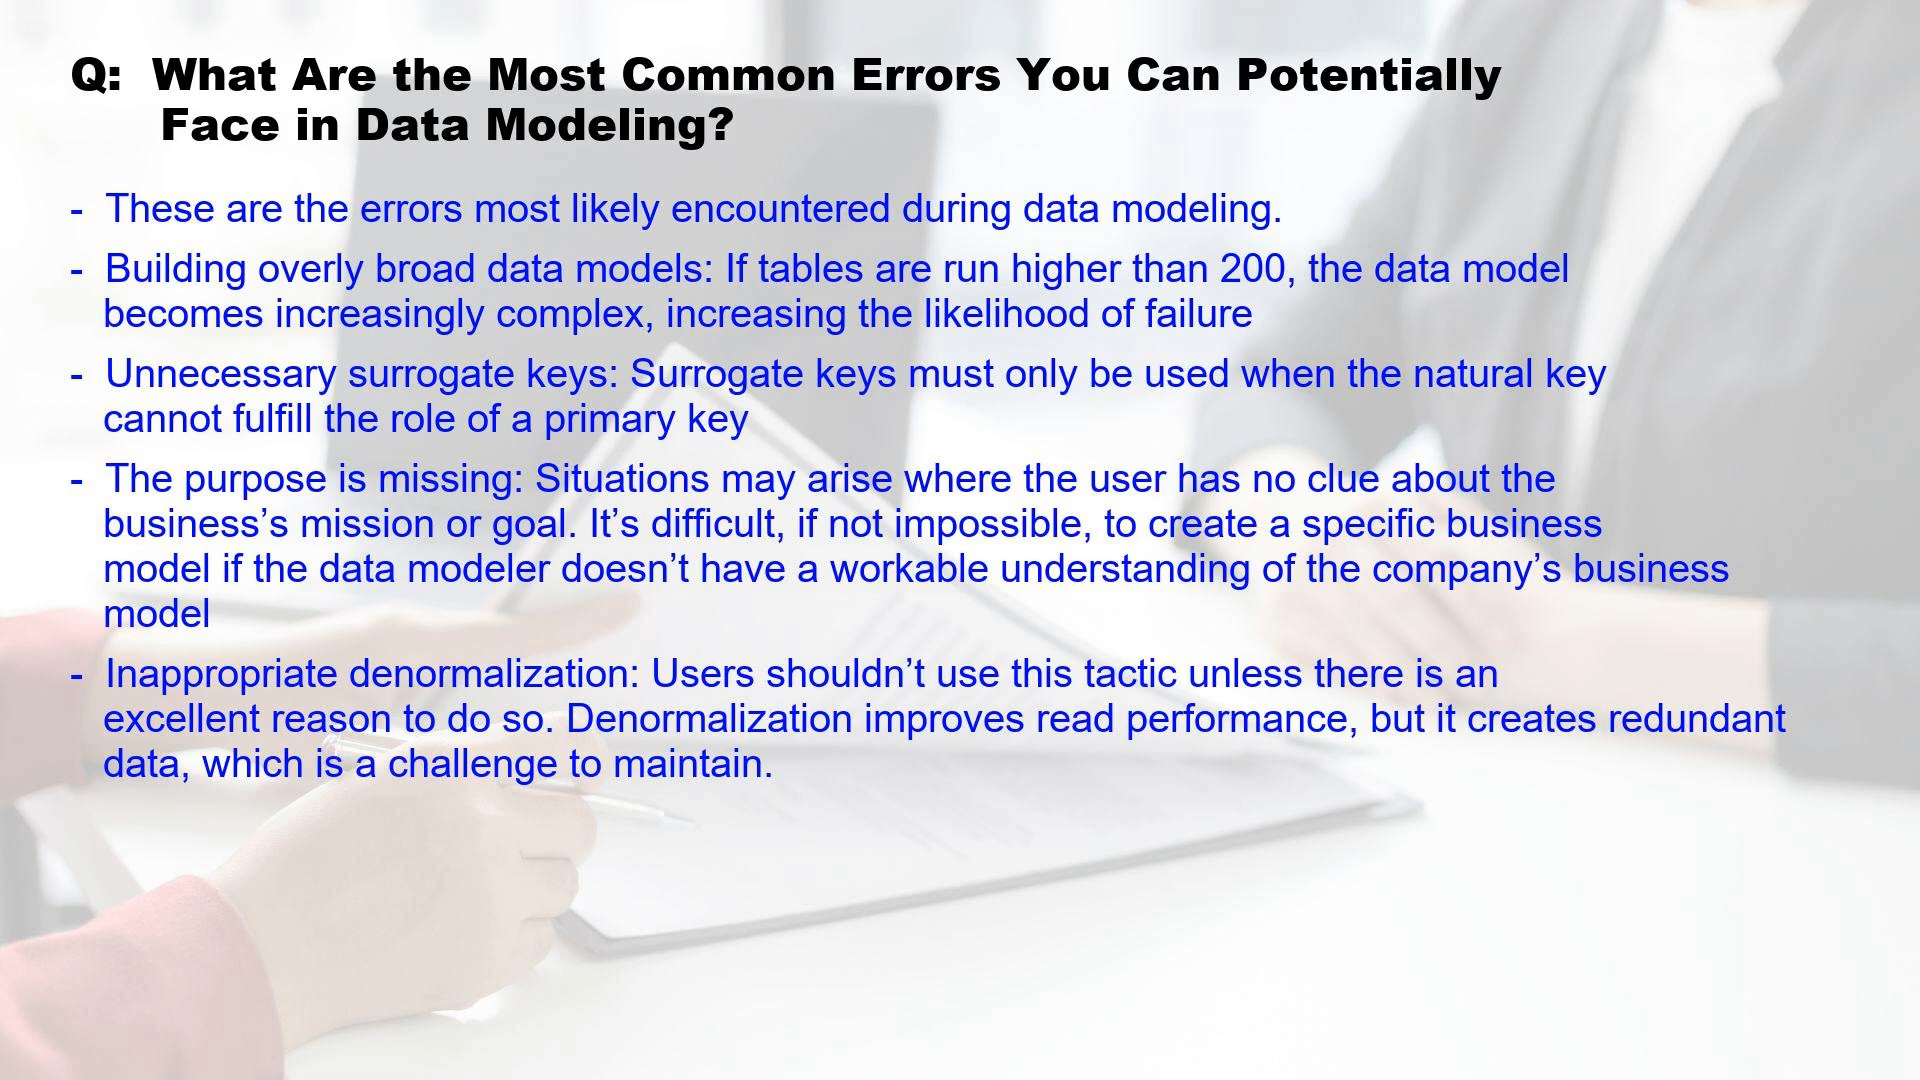 Q: What Are the Most Common Errors You Can Potentially
Face in Data Modeling?
- These are the errors most likely encountered during data modeling.
- Building overly broad data models: If tables are run higher than 200, the data model
becomes increasingly complex, increasing the likelihood of failure
- Unnecessary surrogate keys: Surrogate keys must only be used when the natural key
cannot fulfill the role of a primary key
- The purpose is missing: Situations may arise where the user has no clue about the
business’s mission or goal. It’s difficult, if not impossible, to create a specific business
model if the data modeler doesn’t have a workable understanding of the company’s business
model
- Inappropriate denormalization: Users shouldn’t use this tactic unless there is an
excellent reason to do so. Denormalization improves read performance, but it creates redundant
data, which is a challenge to maintain.